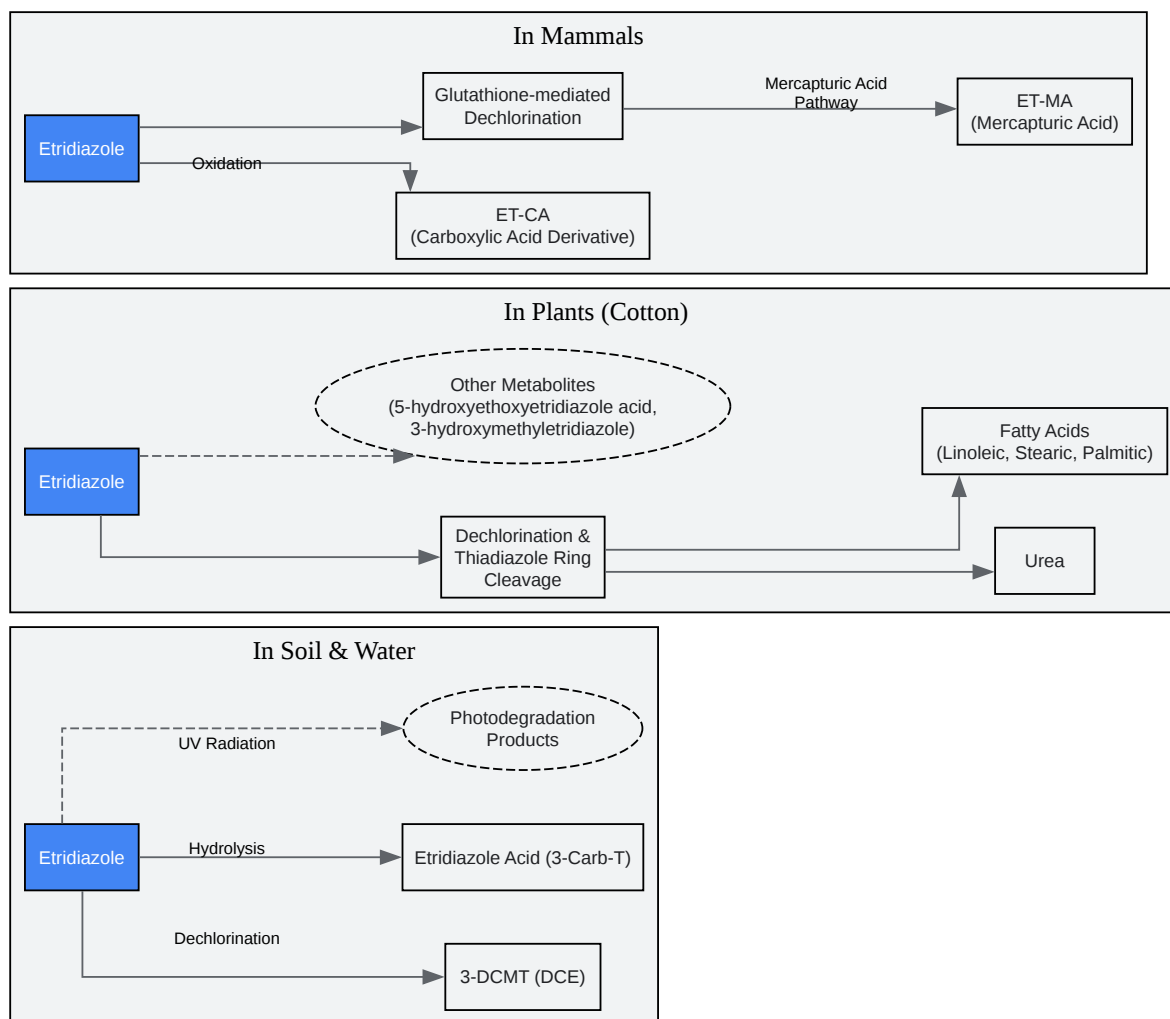 In Mammals
Glutathione-mediated
Dechlorination
Mercapturic Acid
Pathway
ET-MA
(Mercapturic Acid)
Etridiazole
Oxidation
ET-CA
(Carboxylic Acid Derivative)
In Plants (Cotton)
Other Metabolites
(5-hydroxyethoxyetridiazole acid,
3-hydroxymethyletridiazole)
Fatty Acids
(Linoleic, Stearic, Palmitic)
Etridiazole
Dechlorination &
Thiadiazole Ring
Cleavage
Urea
In Soil & Water
Photodegradation
Products
UV Radiation
Etridiazole
Hydrolysis
Etridiazole Acid (3-Carb-T)
Dechlorination
3-DCMT (DCE)